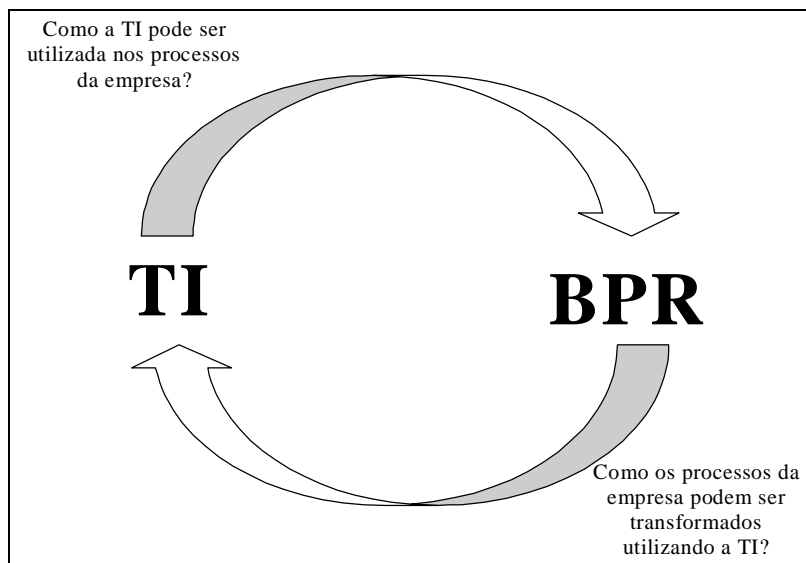 Como a TI pode ser
utilizada nos processos
da empresa?
TI
BPR
Como os processos da
empresa podem ser
transformados
utilizando a TI?